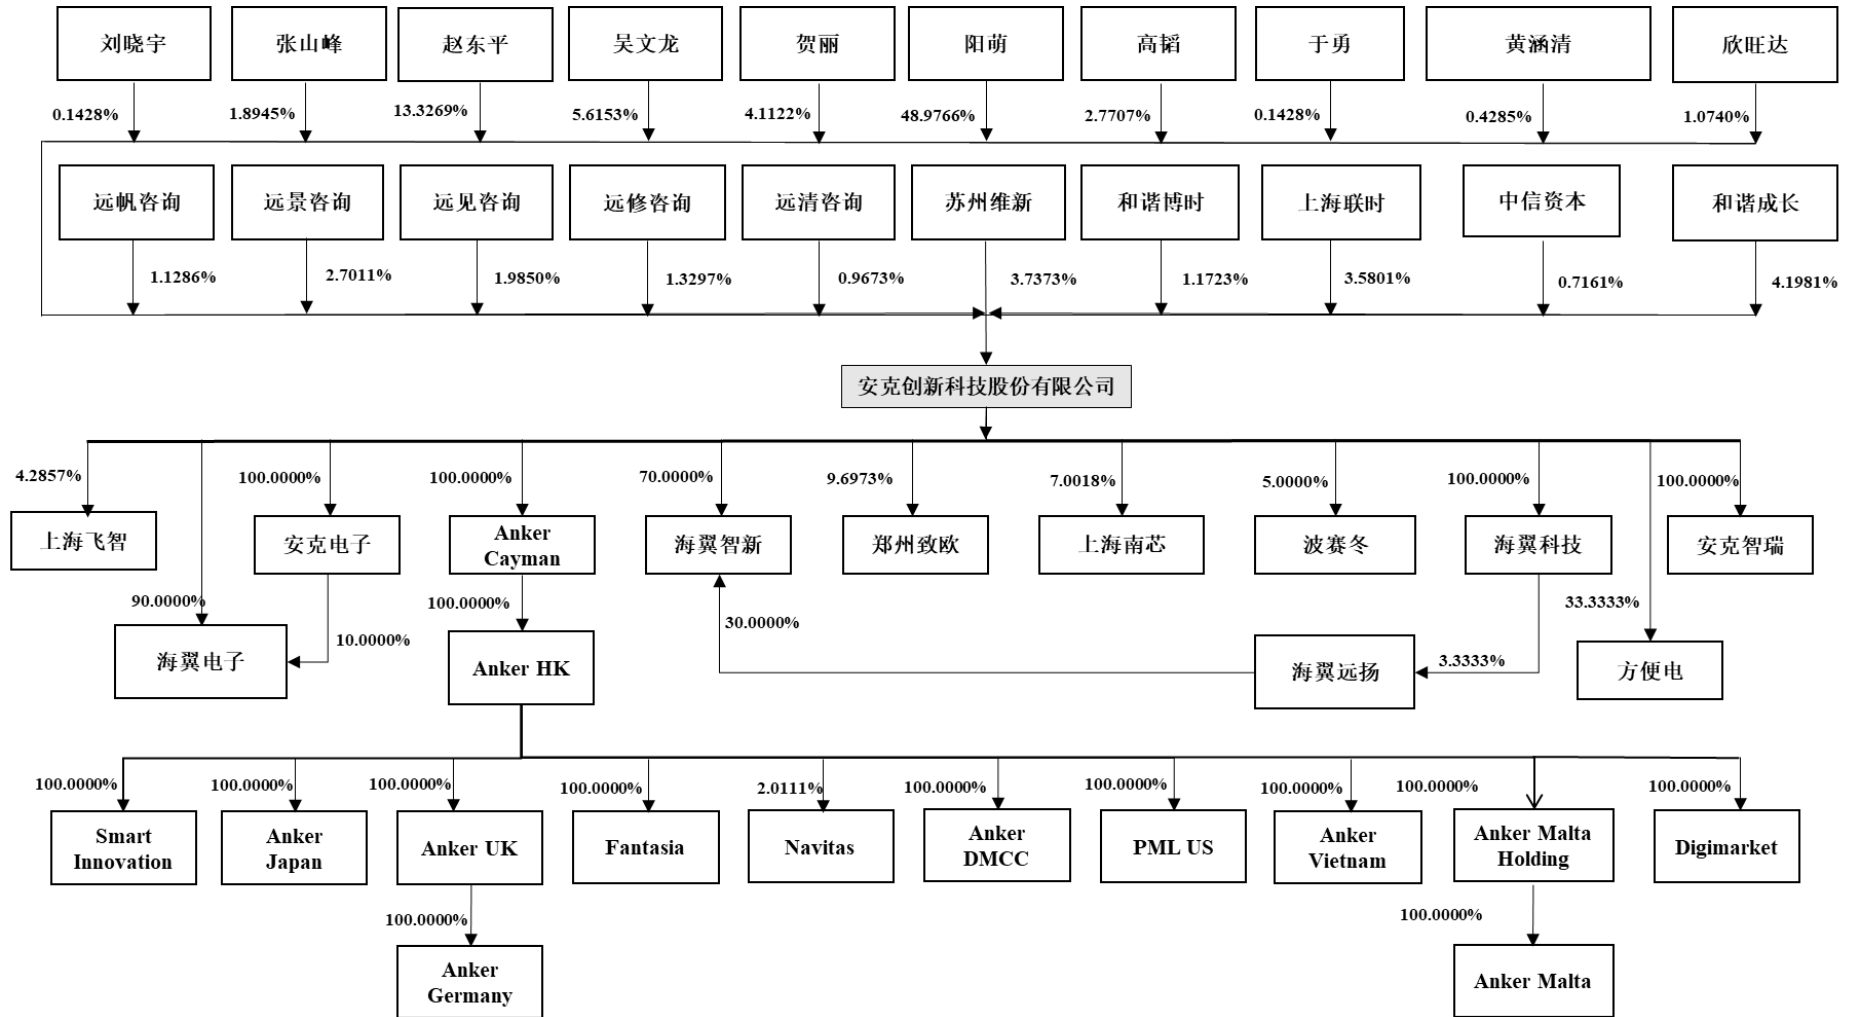 刘晓宇
张山峰
赵东平
吴文龙
贺丽
阳萌
高韬
于勇
黄涵清
欣旺达
0.1428%
1.8945%
13.3269%
5.6153%
4.1122%
48.9766%
2.7707%
0.1428%
0.4285%
1.0740%
远帆咨询
远景咨询
远见咨询
远修咨询
远清咨询
苏州维新
和谐博时
上海联时
中信资本
和谐成长
1.1286%
2.7011%
1.9850%
1.3297%
0.9673%
3.7373%
1.1723%
3.5801%
0.7161%
4.1981%
安克创新科技股份有限公司
4.2857%
100.0000%
100.0000%
70.0000%
9.6973%
7.0018%
5.0000%
100.0000%
100.0000%
上海飞智
安克电子
Anker
Cayman
海翼智新
郑州致欧
上海南芯
波赛冬
海翼科技
安克智瑞
90.0000%
100.0000%
33.3333%
10.0000%
30.0000%
3.3333%
海翼电子
Anker HK
海翼远扬
方便电
100.0000%
100.0000%
100.0000%
100.0000%
2.0111%
100.0000%
100.0000%
100.0000%
100.0000%
100.0000%
Smart
Innovation
Anker
Japan
Anker UK
Fantasia
Navitas
Anker
DMCC
PML US
Anker
Vietnam
Anker Malta
Holding
Digimarket
100.0000%
100.0000%
Anker
Germany
Anker Malta